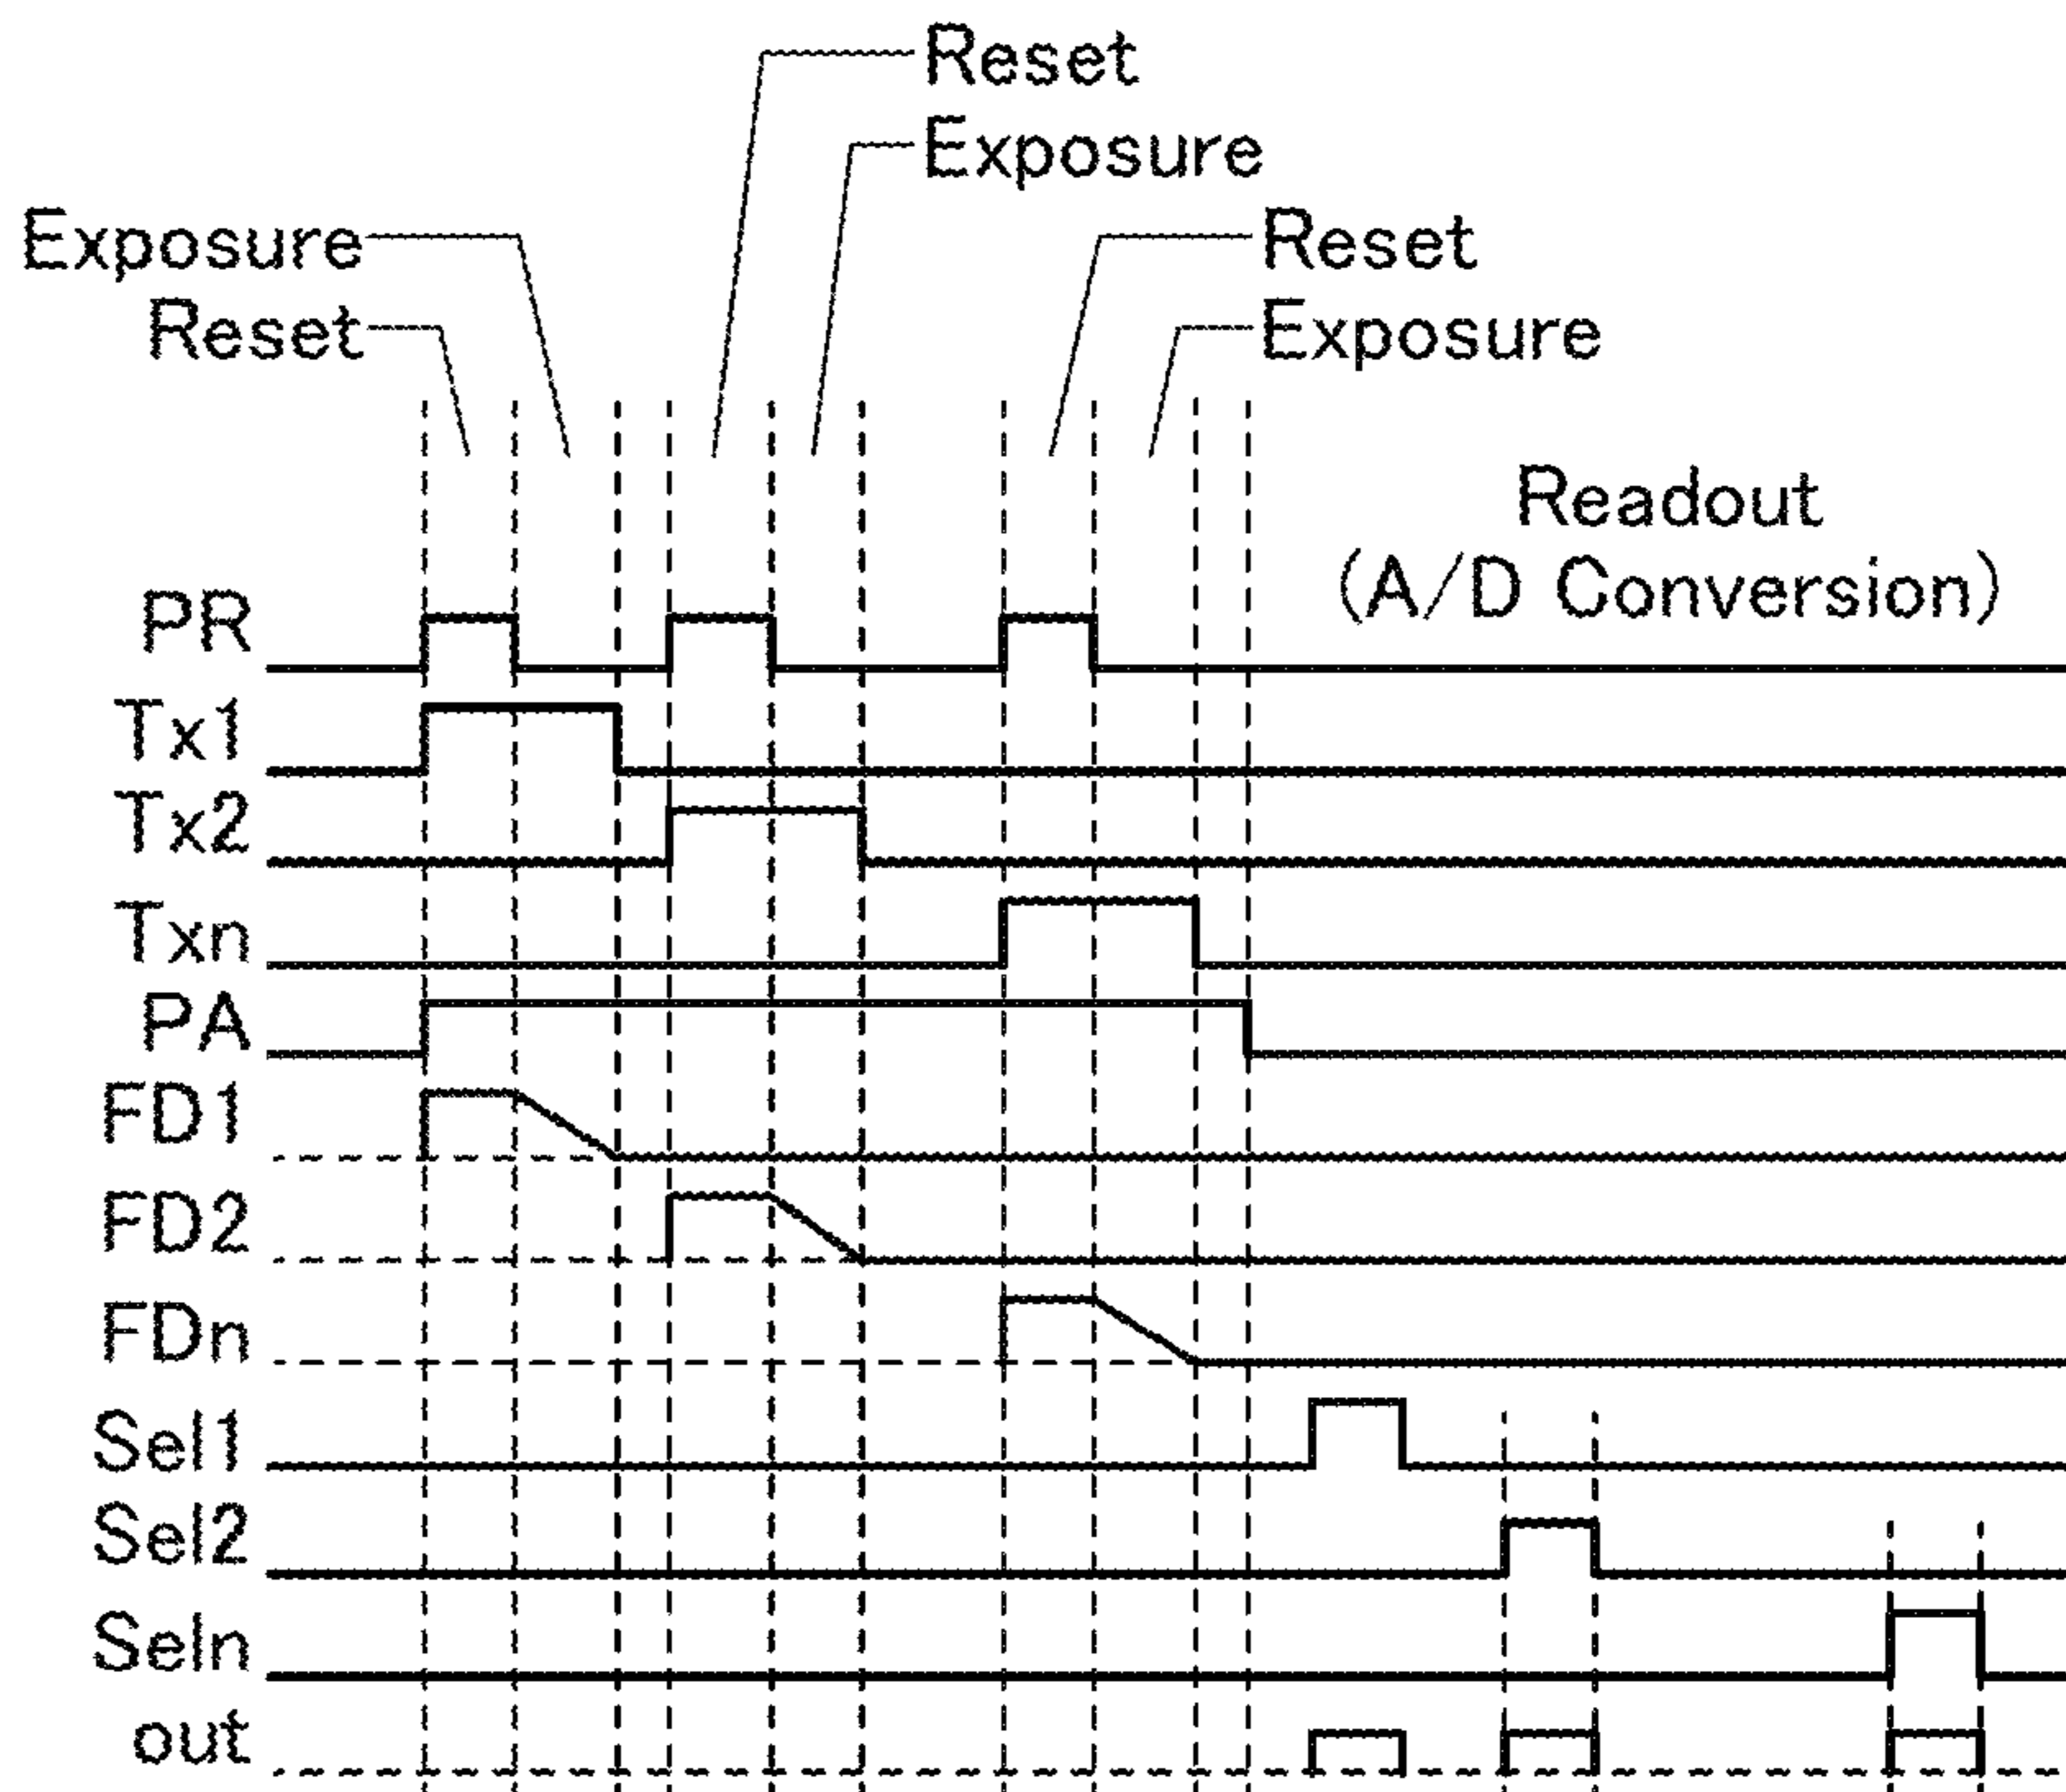 Reset
Exposure
Exposure
Reset
Reset
Exposure
Readout
(A/D Conversion)
PR
Tx1
Tx2
Txn
PA
FD1
FD2
FDn
Sel1
Sel2
Seln
out